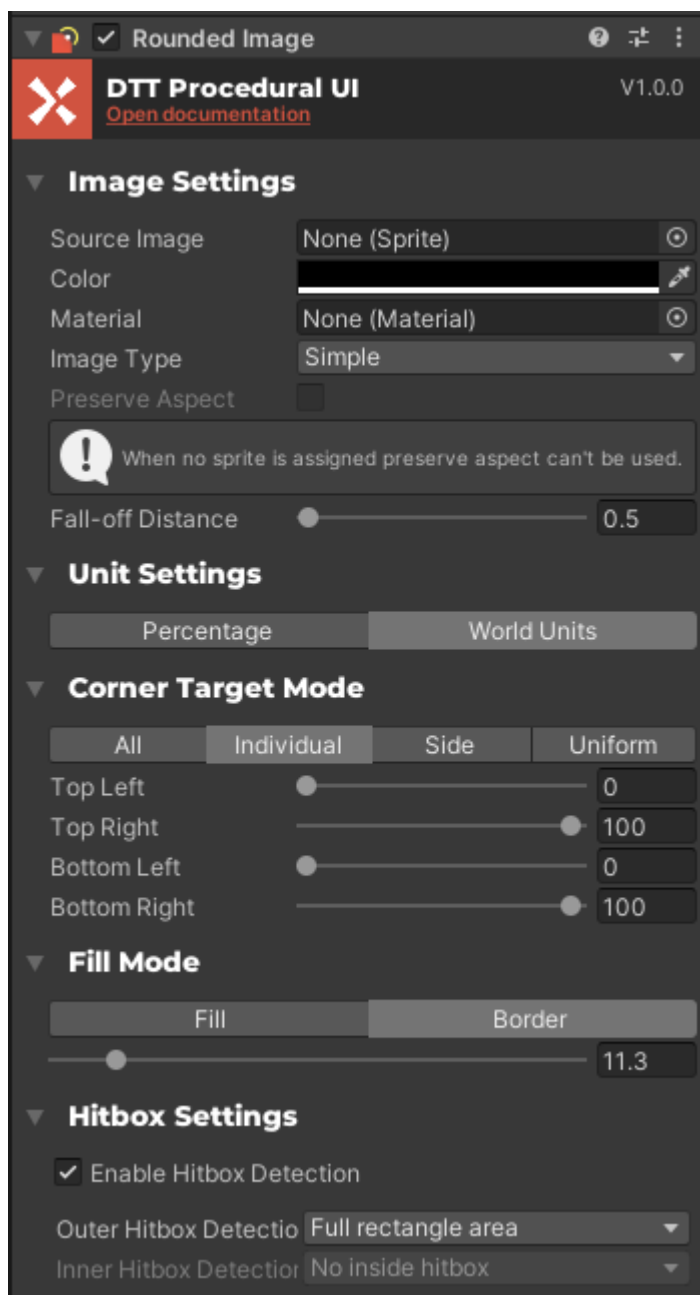 Rounded Image
DTT Procedural UI V1.0.0
Open documentation
Image Settings
Source Image None (Sprite)
Color
Material None (Material)
Image Type Simple
Preserve Aspect
When no sprite is assigned preserve aspect can't be used.
Fall-off Distance 0.5
Unit Settings
Percentage World Units
Corner Target Mode
All Individual Side Uniform
Top Left 0
Top Right 100
Bottom Left 0
Bottom Right 100
Fill Mode
Fill Border
11.3
Hitbox Settings
Enable Hitbox Detection
Outer Hitbox Detectio Full rectangle area
Inner Hitbox Detection No inside hitbox